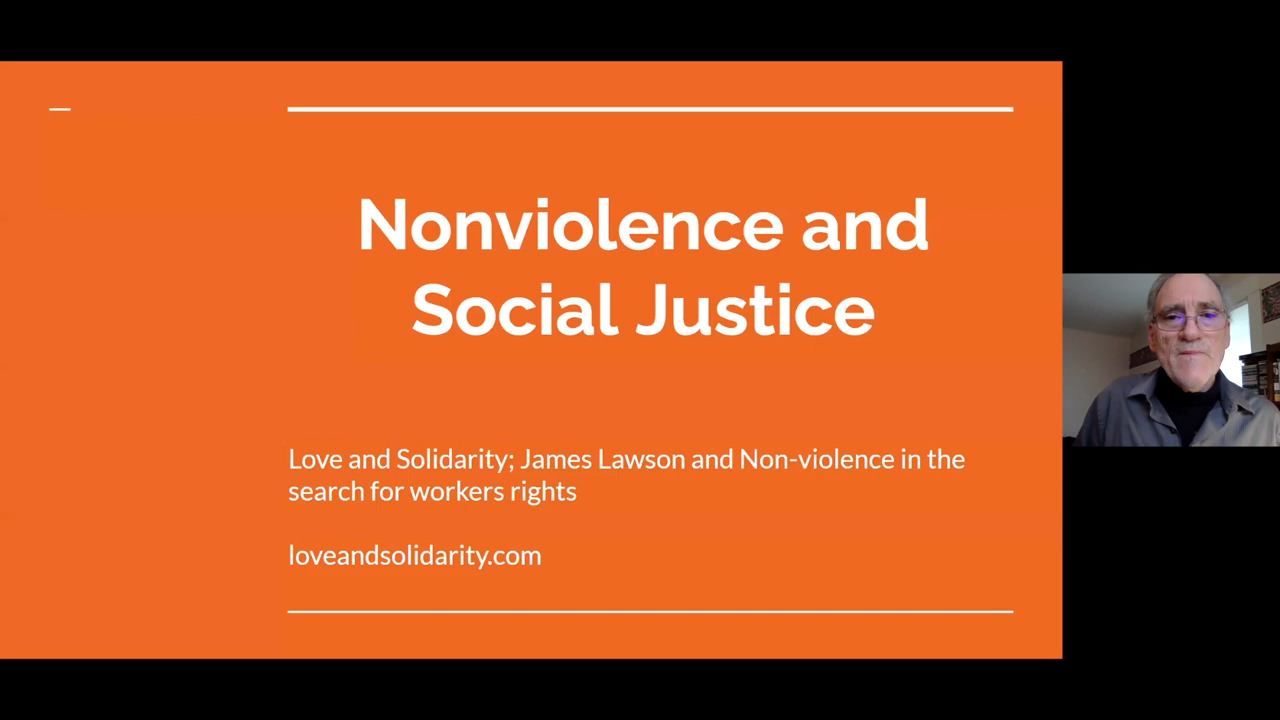 Nonviolence and
Social Justice
Love and Solidarity; James Lawson and Non-violence in the
search for workers rights
loveandsolidarity.com